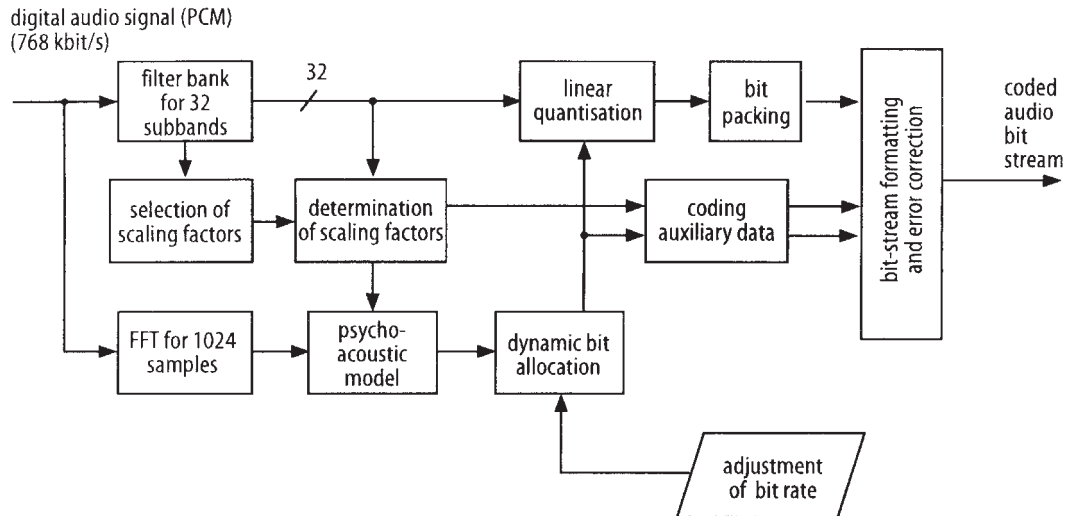 digital audio signal (PCM)
(768 kbit/s)
filter bank
for 32
subbands
32
linear
quantisation
bit
packing
coded
audio
bit
stream
bit-stream formatting
and error correction
selection of
scaling factors
determination
of scaling factors
coding
auxiliary data
FFT for 1024
samples
psycho-
acoustic
model
dynamic bit
allocation
adjustment
of bit rate